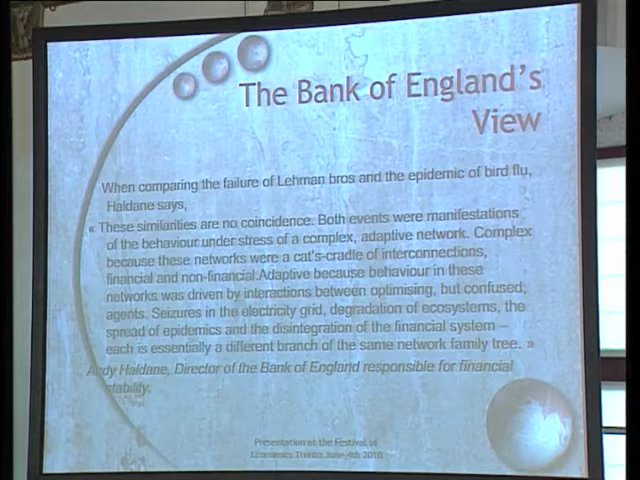 The Bank of England's
View
When comparing the failure of Lehman bros and the epidemic of bird flu,
Haldane says,
« These similarities are no coincidence. Both events were manifestations
of the behaviour under stress of a complex, adaptive network. Complex
because these networks were a cat's-cradle of interconnections,
financial and non-financial.Adaptive because behaviour in these
networks was driven by interactions between optimising, but confused,
agents. Seizures in the electricity grid, degradation of ecosystems, the
spread of epidemics and the disintegration of the financial system –
each is essentially a different branch of the same network family tree. »
Andy Haldane, Director of the Bank of England responsible for financial
stability.
Presentation at the Festival of
Economics Trento June 4th 2010